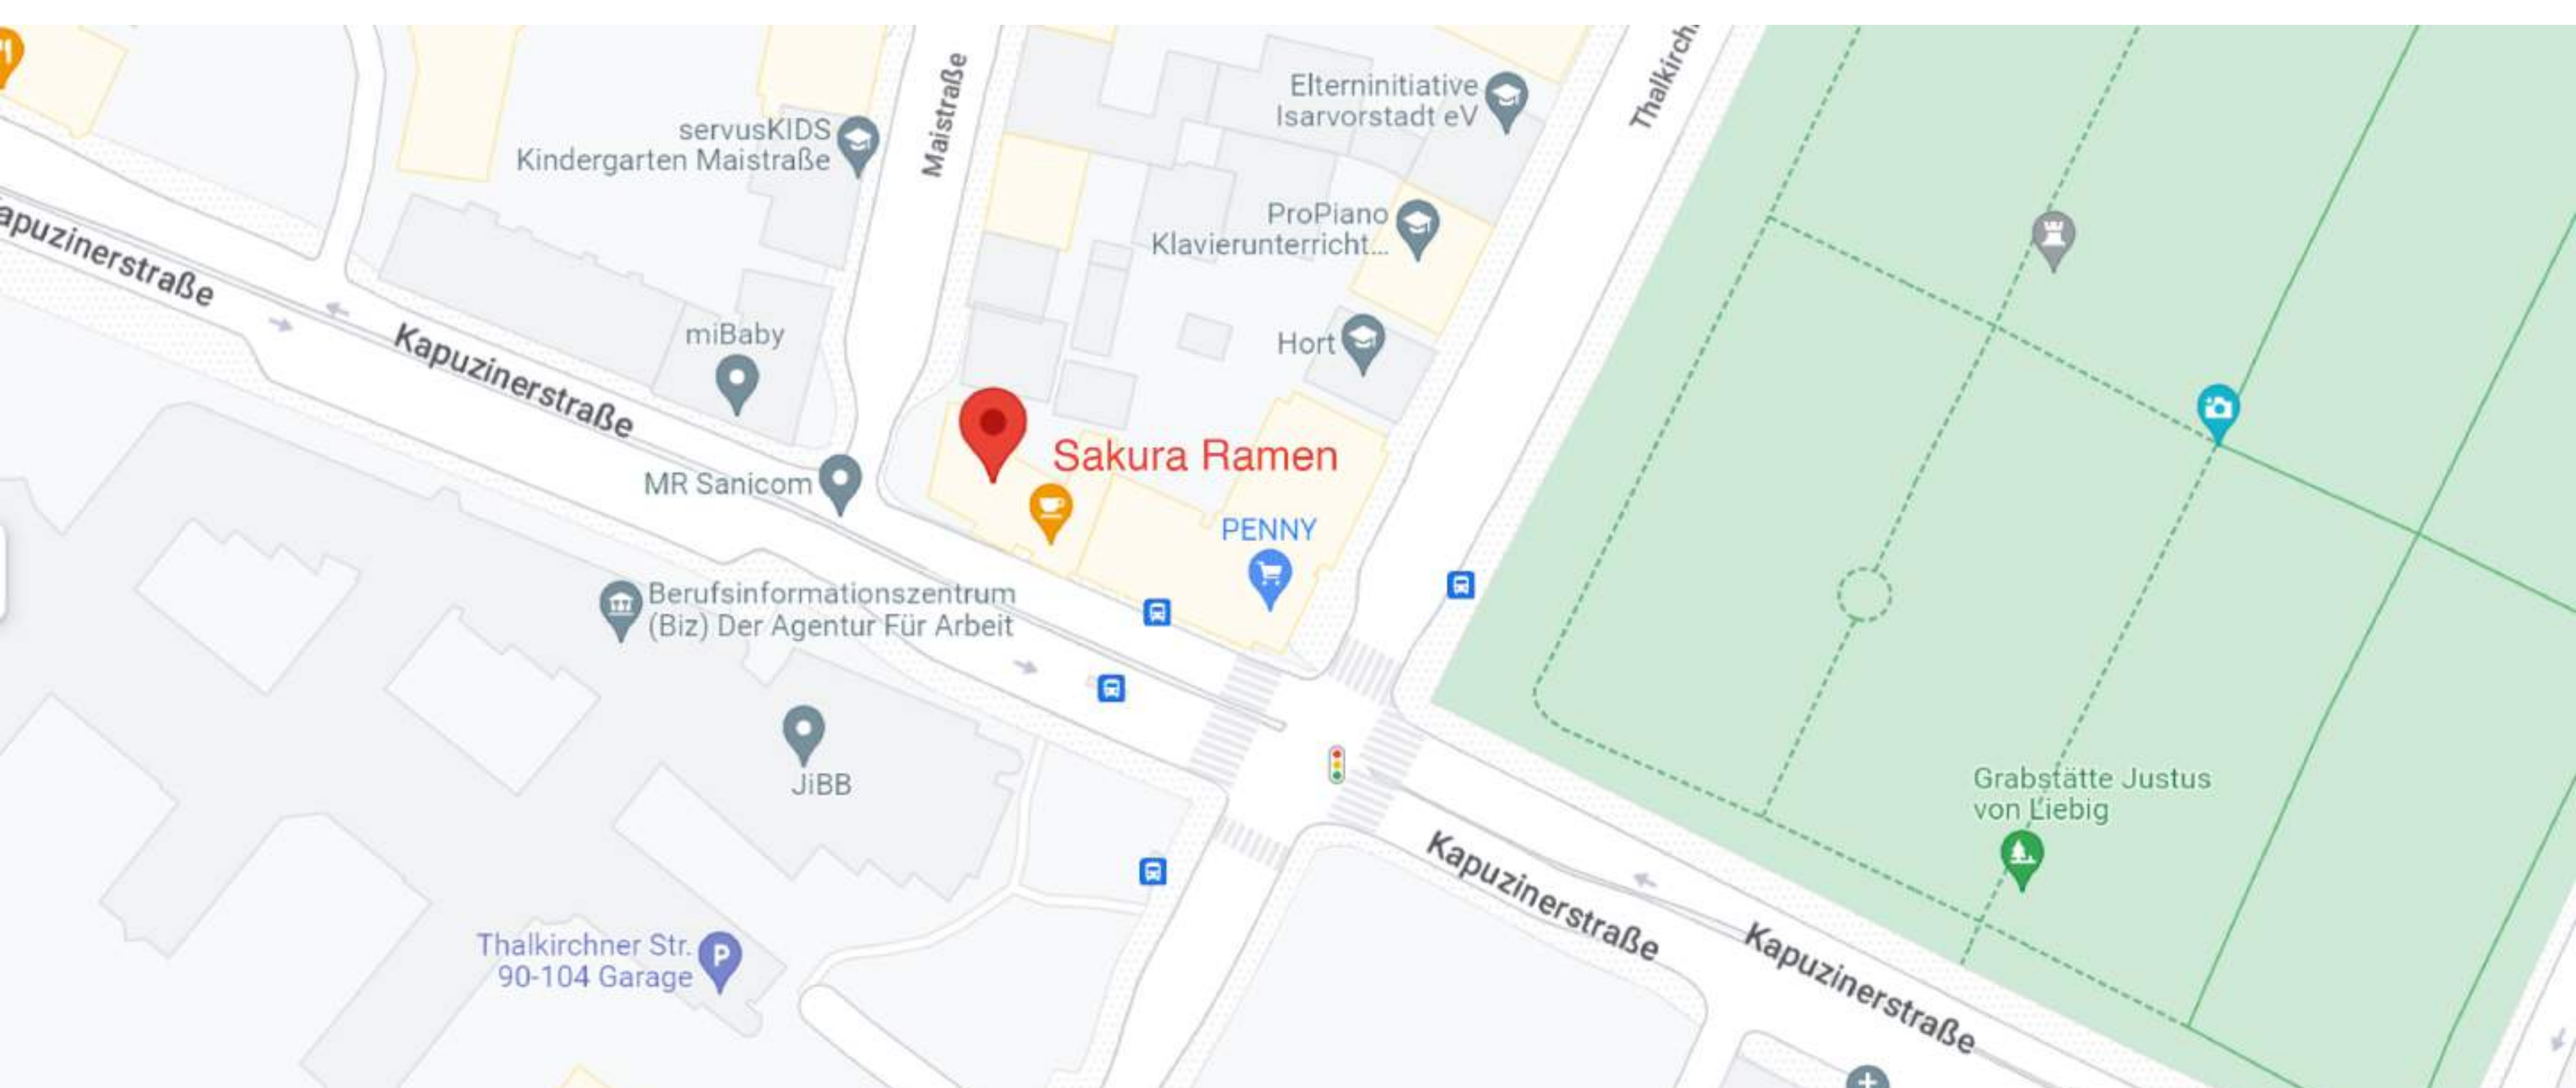 Maistraße
Thalkirch
Elterninitiative
Isarvorstadt eV
servusKIDS
Kindergarten Maistraße
ProPiano
Klavierunterricht...
apuzinerstraße
Kapuzinerstraße
miBaby
Hort
Sakura Ramen
MR Sanicom
PENNY
Berufsinformationszentrum
(Biz) Der Agentur Für Arbeit
JiBB
Grabstätte Justus
von Liebig
Kapuzinerstraße
Kapuzinerstraße
Thalkirchner Str.
90-104 Garage
P